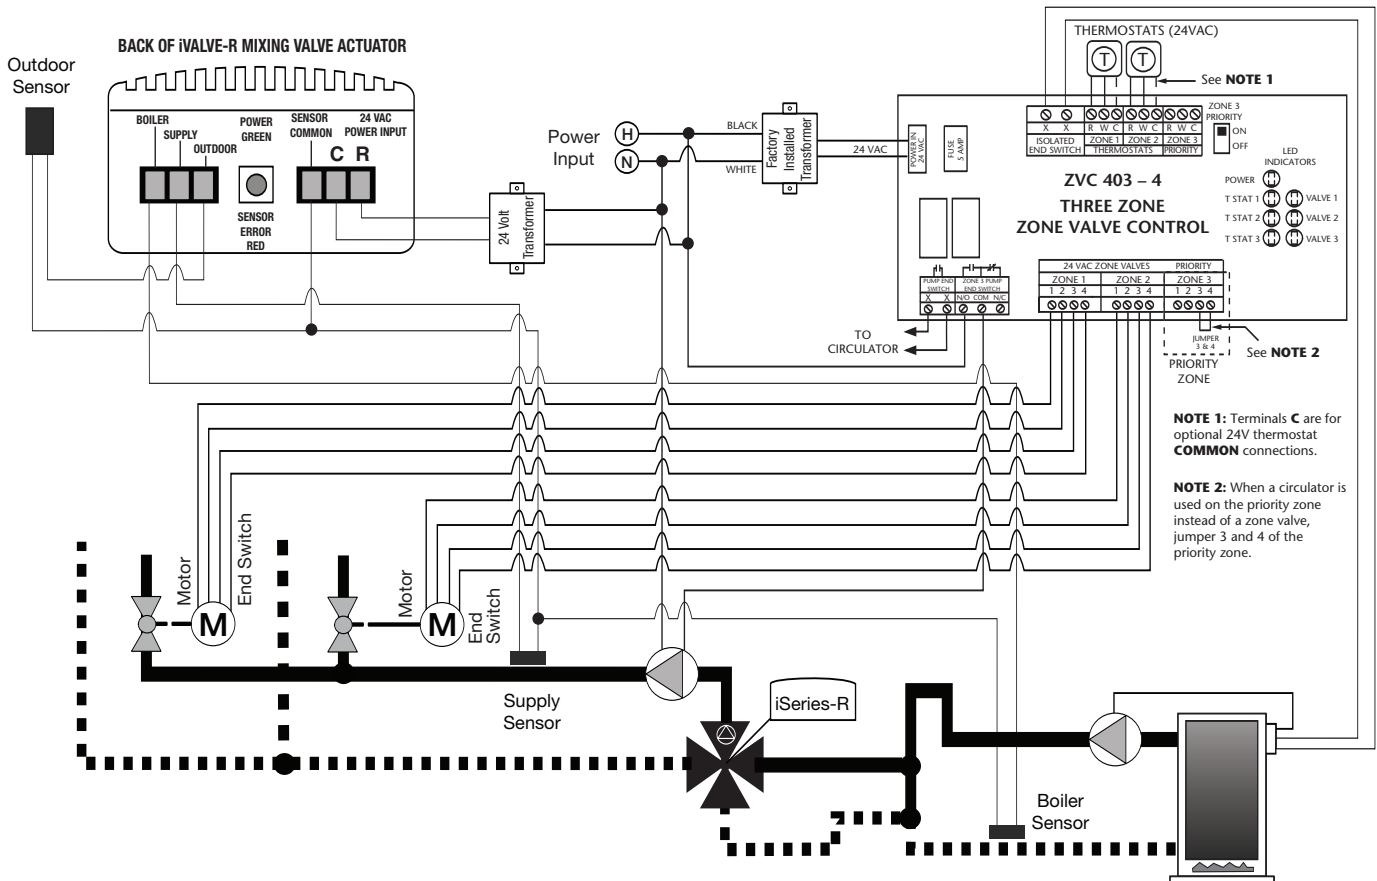 BACK OF iVALVE-R MIXING VALVE ACTUATOR
Outdoor
Sensor
BOILER
SUPPLY
OUTDOOR
POWER
GREEN
SENSOR
COMMON
24 VAC
POWER INPUT
C R
SENSOR
ERROR
RED
24 Volt
Transformer
Power
Input
H
N
BLACK
WHITE
Factory
Installed
Transformer
24 VAC
THERMOSTATS (24VAC)
T
T
See NOTE 1
POWER IN
24 VAC
FUSE
5 AMP
X X R W C R W C R W C
ISOLATED
END SWITCH
ZONE 1 ZONE 2 ZONE 3
THERMOSTATS PRIORITY
ZONE 3
PRIORITY
ON
OFF
LED
INDICATORS
POWER
T STAT 1 VALVE 1
T STAT 2 VALVE 2
T STAT 3 VALVE 3
ZVC 403 – 4
THREE ZONE
ZONE VALVE CONTROL
PUMP END
SWITCH
ZONE 3 PUMP
END SWITCH
X X N/O COM N/C
24 VAC ZONE VALVES PRIORITY
ZONE 1 ZONE 2 ZONE 3
1 2 3 4 1 2 3 4 1 2 3 4
TO
CIRCULATOR
JUMPER
3 & 4
PRIORITY
ZONE
See NOTE 2
NOTE 1: Terminals C are for
optional 24V thermostat
COMMON connections.
NOTE 2: When a circulator is
used on the priority zone
instead of a zone valve,
jumper 3 and 4 of the
priority zone.
Motor
End Switch
M
Motor
M
End
Switch
Supply
Sensor
iSeries-R
Boiler
Sensor